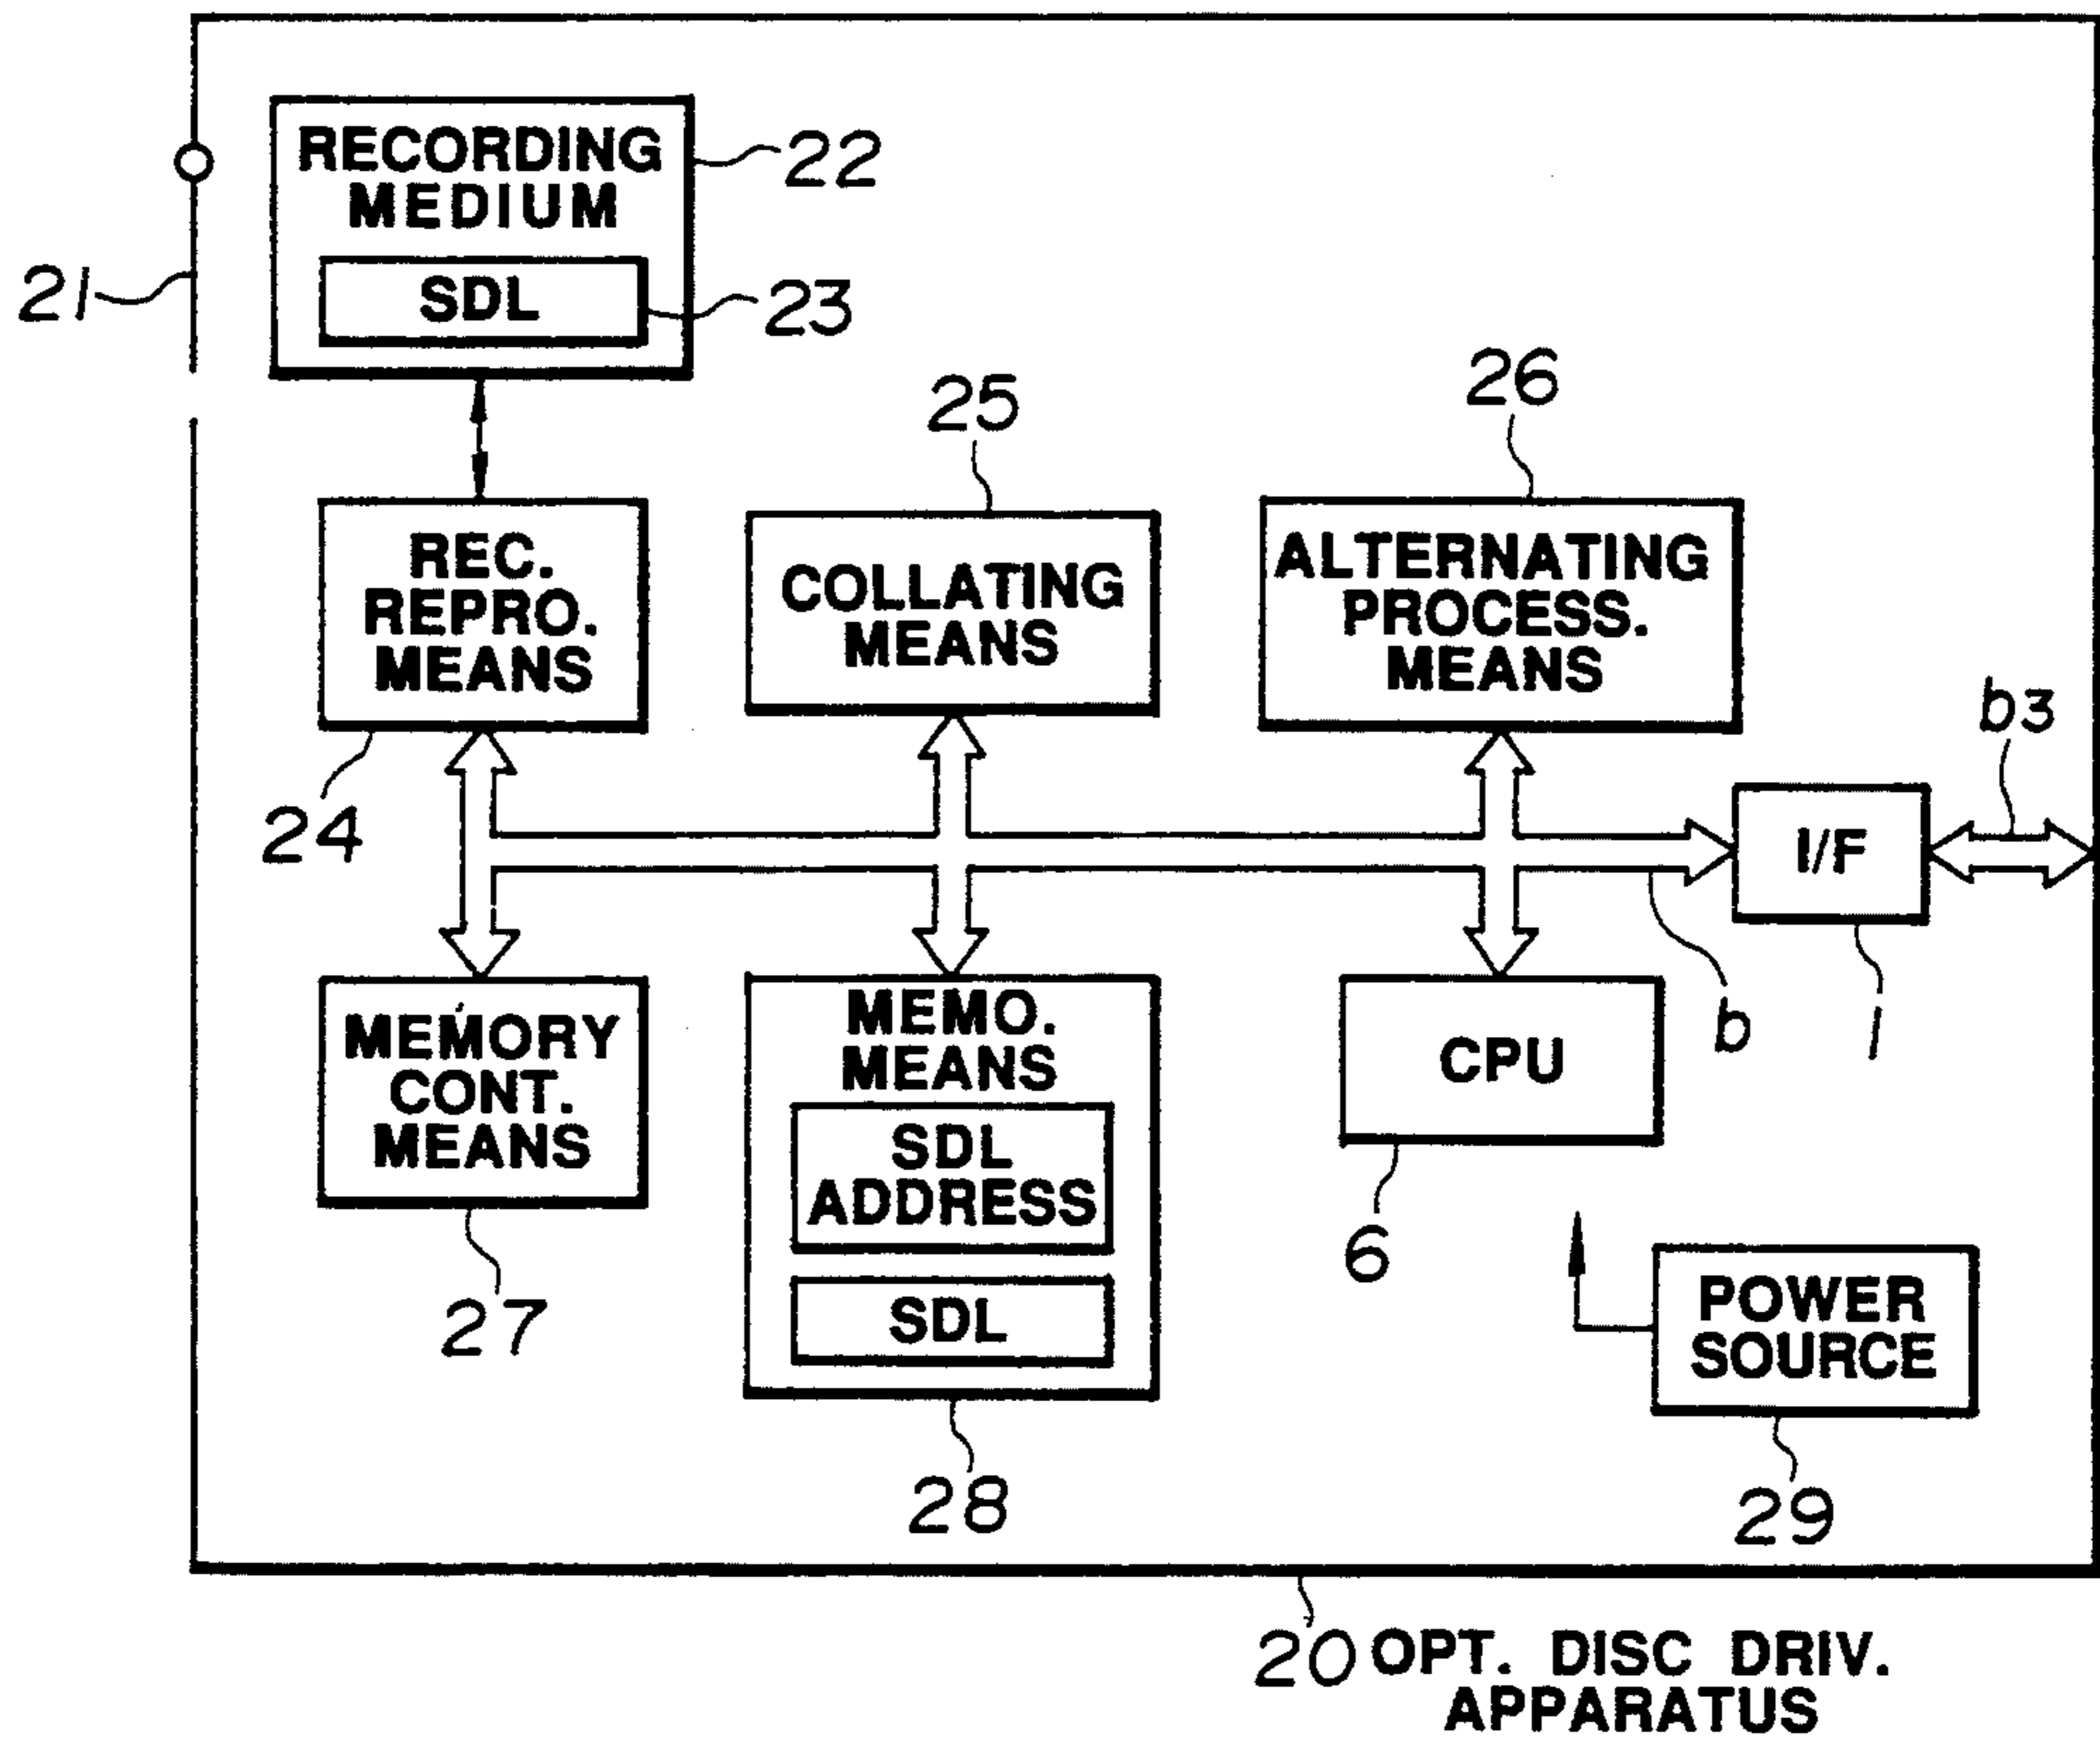 RECORDING
MEDIUM
22
SDL
23
21
25
26
REC.
REPRO.
MEANS
24
COLLATING
MEANS
ALTERNATING
PROCESS.
MEANS
b3
I/F
1
b
MEMORY
CONT.
MEANS
27
MEMO.
MEANS
SDL
ADDRESS
SDL
28
CPU
6
POWER
SOURCE
29
20 OPT. DISC DRIV.
APPARATUS